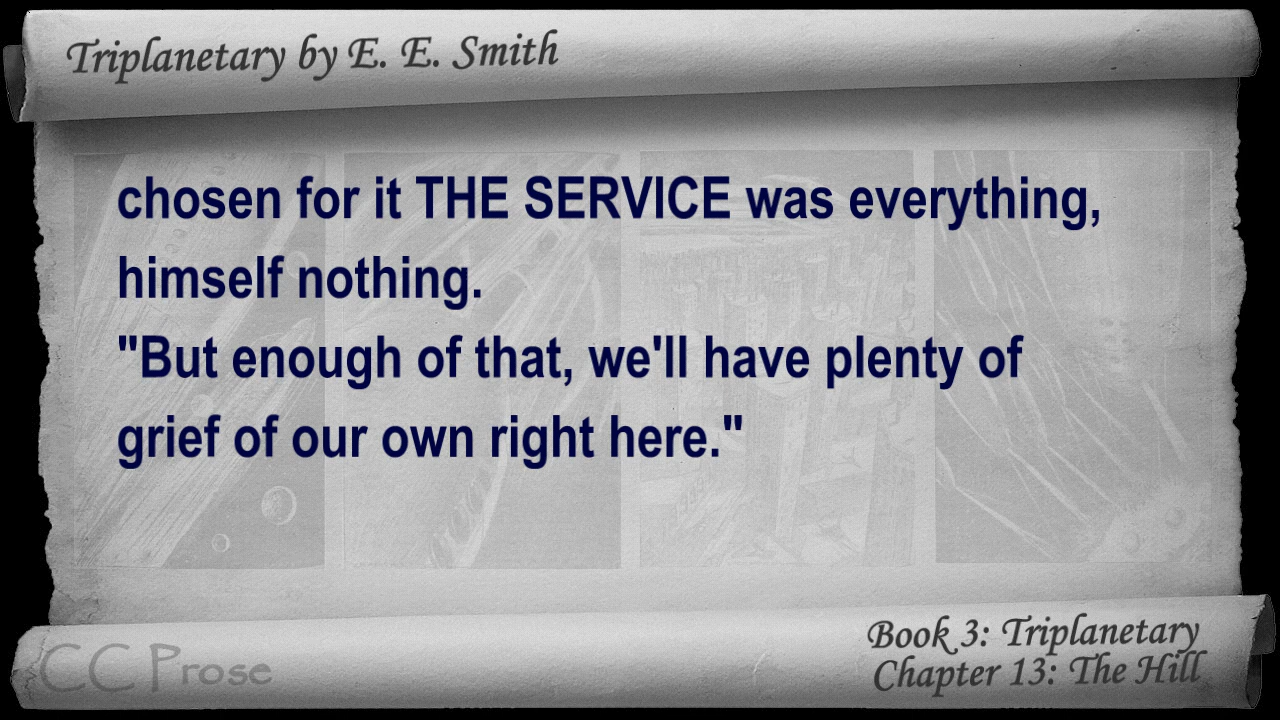 Triplanetary by E. E. Smith
chosen for it THE SERVICE was everything,
himself nothing.
"But enough of that, we'll have plenty of
grief of our own right here."
Book 3: Triplanetary
Chapter 13: The Hill
CC Prose